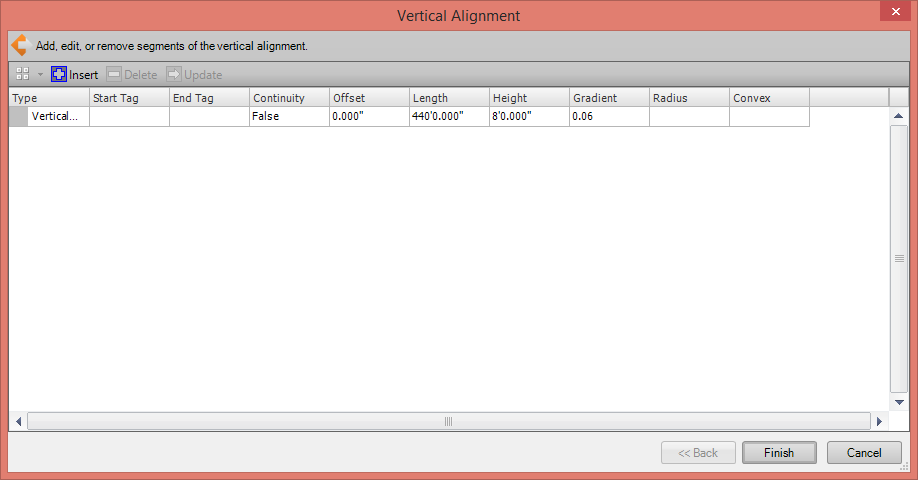 Vertical Alignment
Add, edit, or remove segments of the vertical alignment.
Insert Delete Update
Type Start Tag End Tag Continuity Offset Length Height Gradient Radius Convex
Vertical... False 0.000" 440'0.000" 8'0.000" 0.06
<< Back Finish Cancel